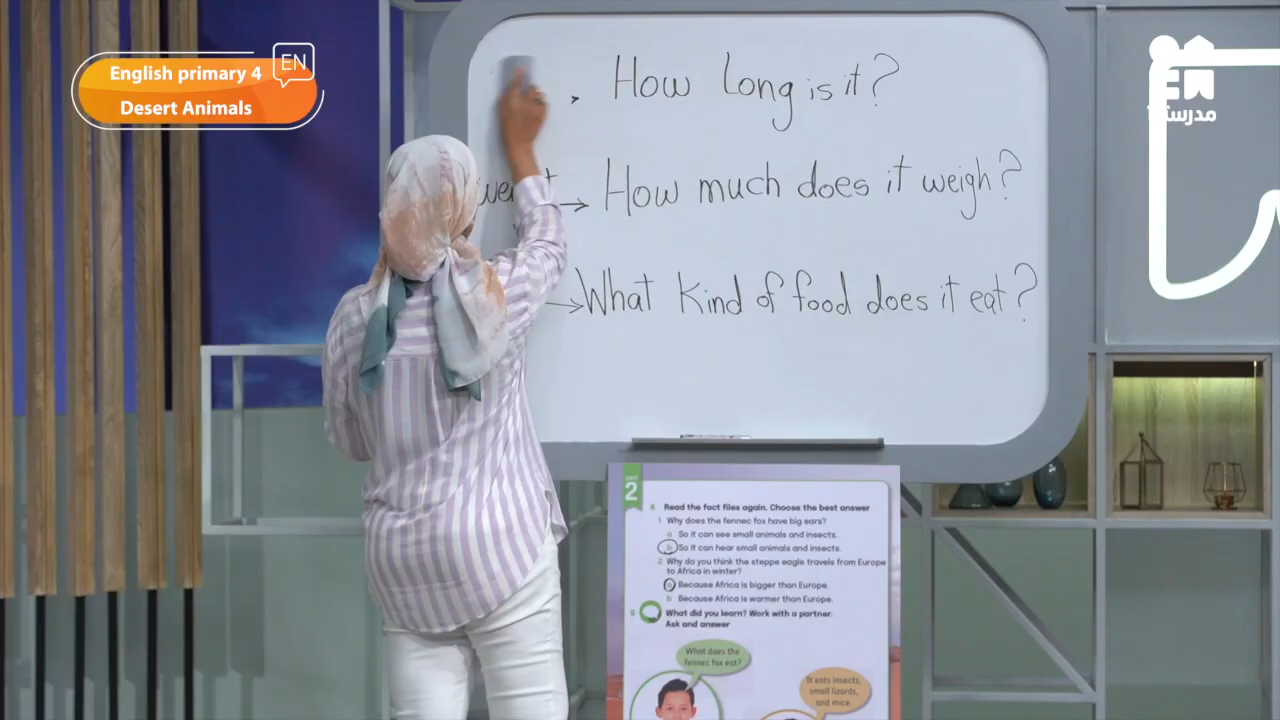 English primary 4
EN
Desert Animals
مدرستنا
How long is it?
→ How much does it weigh?
→ What kind of food does it eat?
UNIT
2
4 Read the fact files again. Choose the best answer
1 Why does the fennec fox have big ears?
a So it can see small animals and insects.
b So it can hear small animals and insects.
2 Why do you think the steppe eagle travels from Europe
to Africa in winter?
a Because Africa is bigger than Europe.
b Because Africa is warmer than Europe.
5 What did you learn? Work with a partner.
Ask and answer
What does the
fennec fox eat?
It eats insects,
small lizards,
and mice.